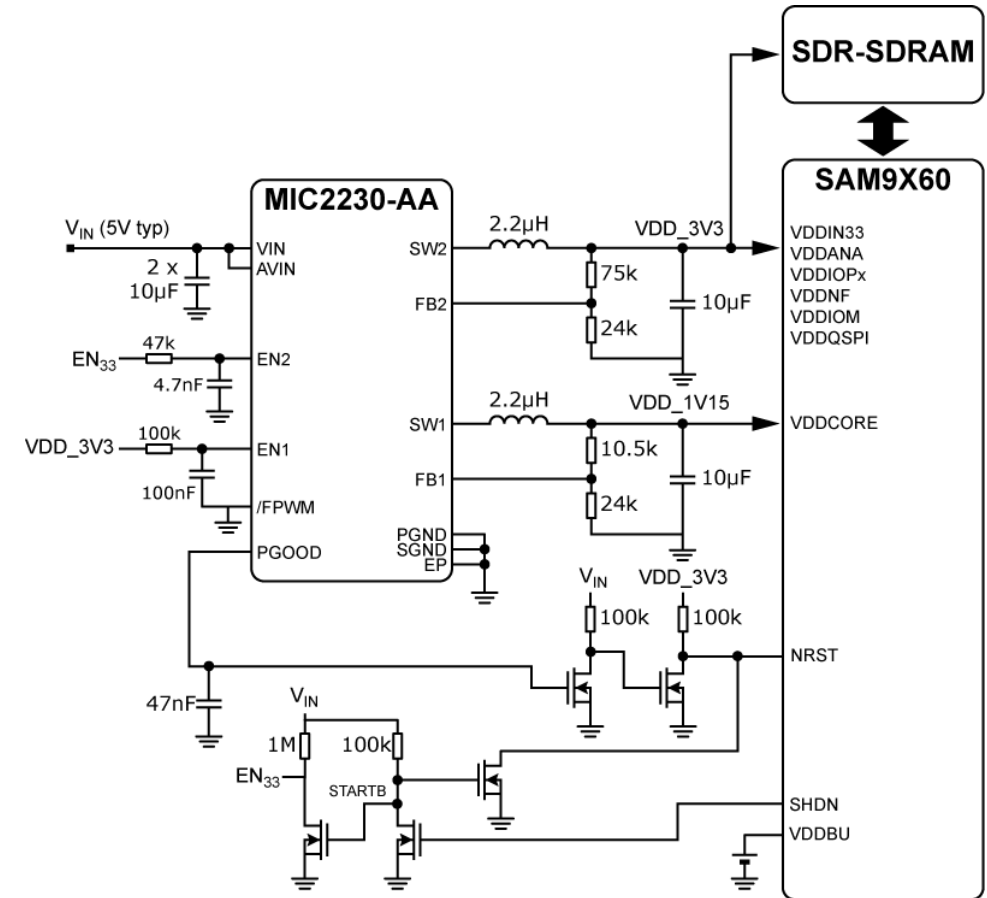 SDR-SDRAM
SAM9X60
MIC2230-AA
VIN (5V typ)
2 x
10µF
VIN
AVIN
SW2
2.2µH
VDD_3V3
VDDIN33
VDDANA
VDDIOPx
VDDNF
VDDIOM
VDDQSPI
75k
FB2
10µF
24k
EN33
47k
EN2
4.7nF
2.2µH
VDD_1V15
SW1
VDDCORE
VDD_3V3
100k
EN1
10.5k
100nF
FB1
10µF
24k
/FPWM
PGND
SGND
EP
PGOOD
VIN
VDD_3V3
100k
100k
NRST
47nF
VIN
1M
100k
EN33
STARTB
SHDN
VDDBU